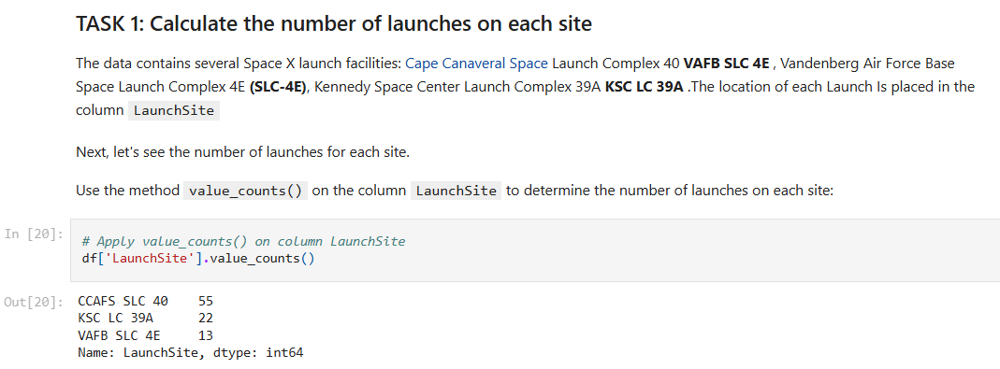 TASK 1: Calculate the number of launches on each site
The data contains several Space X launch facilities: Cape Canaveral Space Launch Complex 40 VAFB SLC 4E , Vandenberg Air Force Base
Space Launch Complex 4E (SLC-4E), Kennedy Space Center Launch Complex 39A KSC LC 39A .The location of each Launch Is placed in the
column LaunchSite
Next, let's see the number of launches for each site.
Use the method value_counts() on the column LaunchSite to determine the number of launches on each site:
In [20]:
# Apply value_counts() on column LaunchSite
df['LaunchSite'].value_counts()
Out[20]:
CCAFS SLC 40    55
KSC LC 39A      22
VAFB SLC 4E     13
Name: LaunchSite, dtype: int64